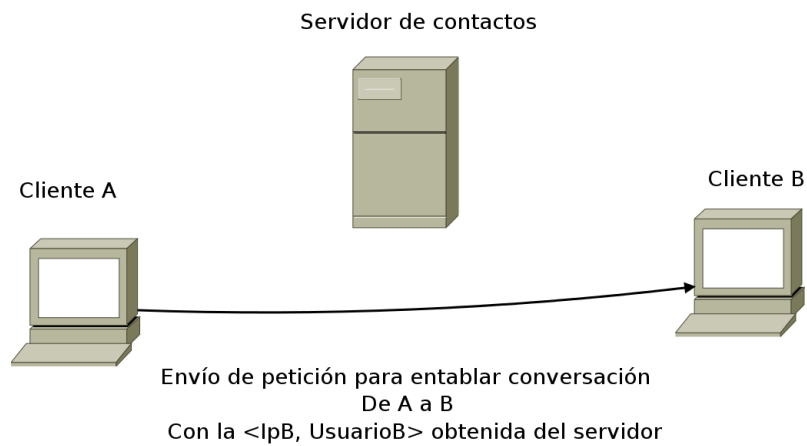 Servidor de contactos
Cliente A
Cliente B
Envío de petición para entablar conversación
De A a B
Con la <IpB, UsuarioB> obtenida del servidor